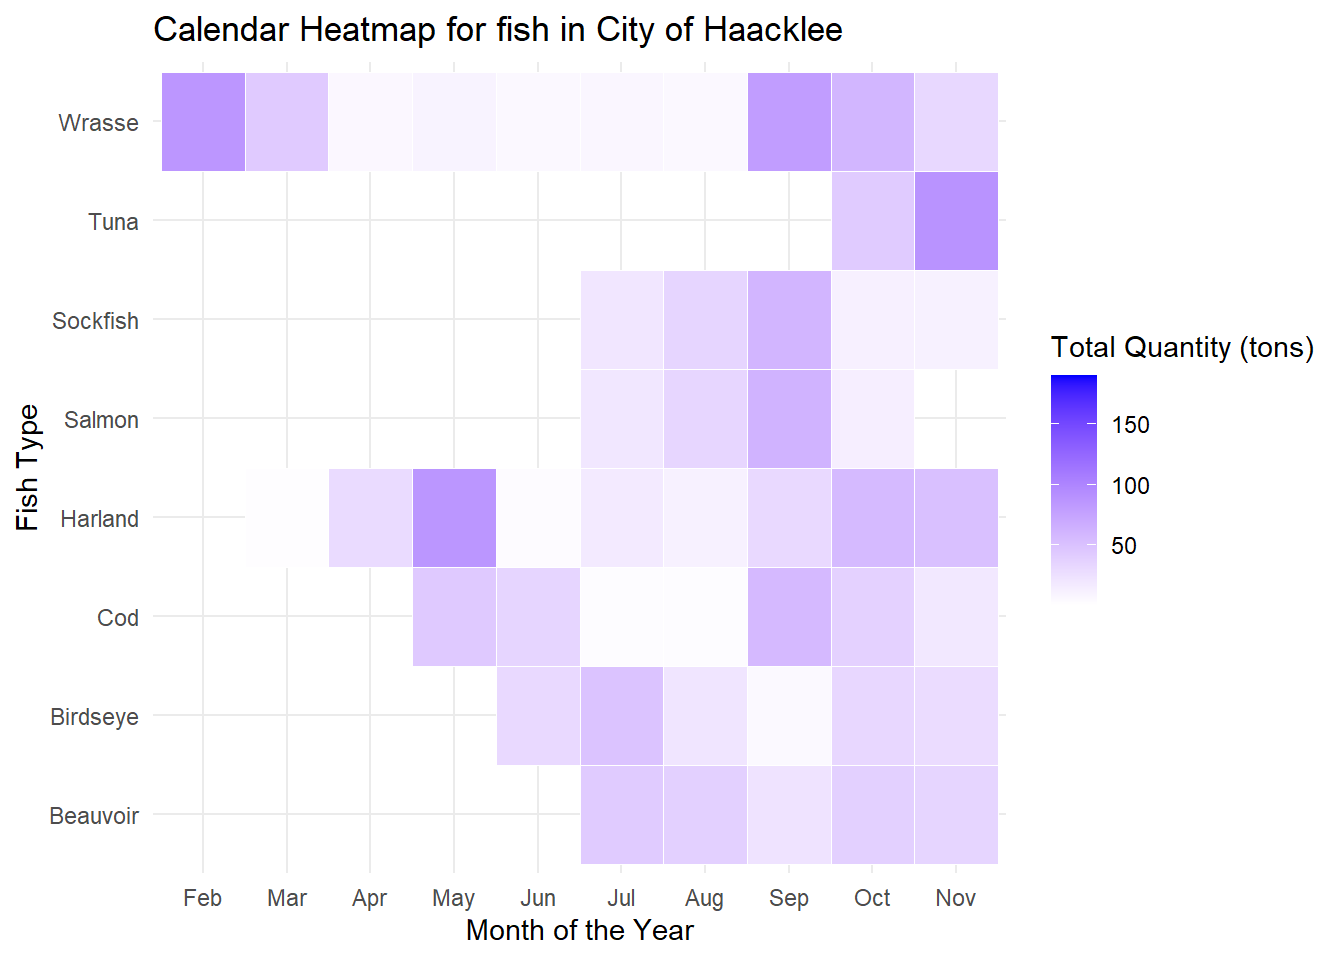 Calendar Heatmap for fish in City of Haacklee
Fish Type
Wrasse
Tuna
Sockfish
Salmon
Harland
Cod
Birdseye
Beauvoir
Feb Mar Apr May Jun Jul Aug Sep Oct Nov
Month of the Year
Total Quantity (tons)
150
100
50